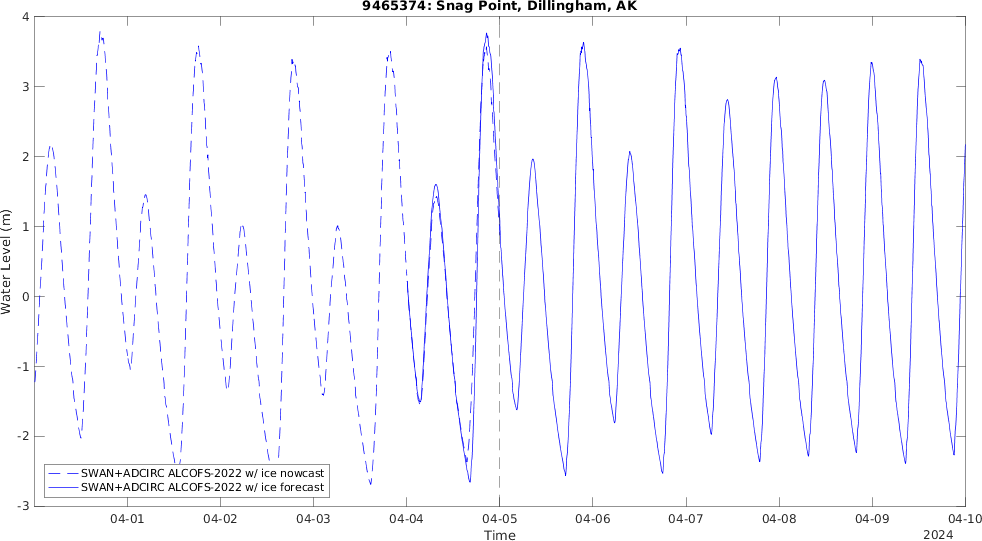 9465374: Snag Point, Dillingham, AK
4
3
2
1
0
-1
-2
-3
Water Level (m)
SWAN+ADCIRC ALCOFS-2022 w/ ice nowcast
SWAN+ADCIRC ALCOFS-2022 w/ ice forecast
04-01 04-02 04-03 04-04 04-05 04-06 04-07 04-08 04-09 04-10
Time
2024